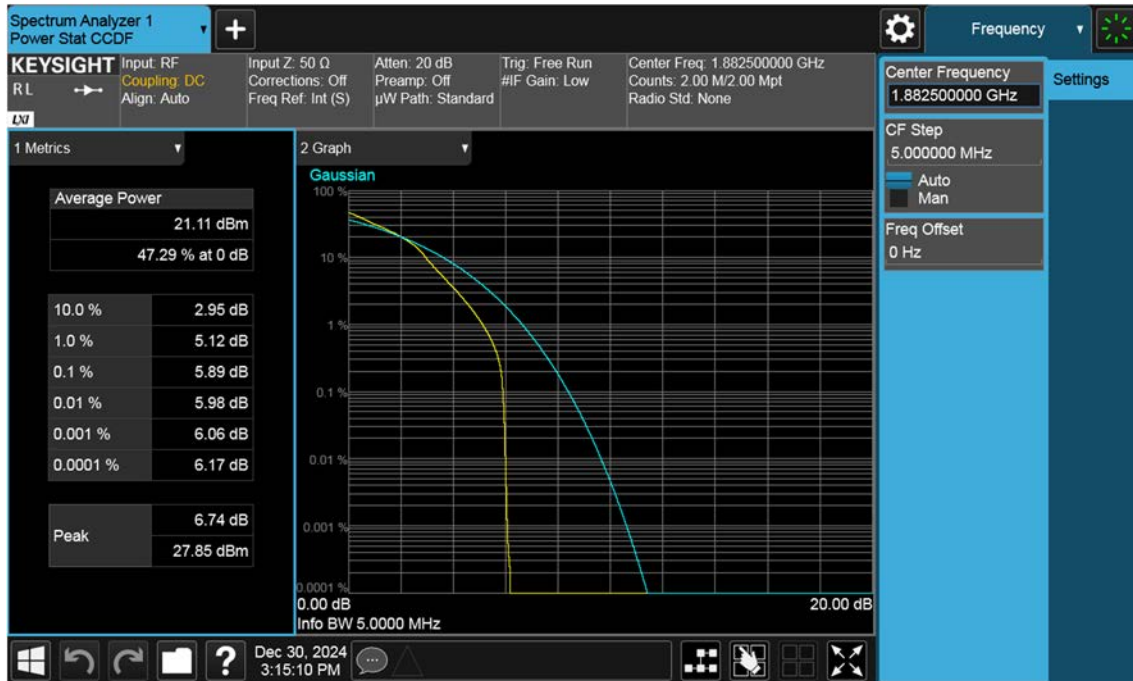 Spectrum Analyzer 1
Power Stat CCDF
Frequency
KEYSIGHT
RL
LXI
Input: RF
Coupling: DC
Align: Auto
Input Z: 50 Ω
Corrections: Off
Freq Ref: Int (S)
Atten: 20 dB
Preamp: Off
µW Path: Standard
Trig: Free Run
#IF Gain: Low
Center Freq: 1.882500000 GHz
Counts: 2.00 M/2.00 Mpt
Radio Std: None
Center Frequency
1.882500000 GHz
Settings
CF Step
5.000000 MHz
Auto
Man
Freq Offset
0 Hz
1 Metrics
Average Power
21.11 dBm
47.29 % at 0 dB
10.0 % 2.95 dB
1.0 % 5.12 dB
0.1 % 5.89 dB
0.01 % 5.98 dB
0.001 % 6.06 dB
0.0001 % 6.17 dB
Peak 6.74 dB
27.85 dBm
2 Graph
Gaussian
100 %
10 %
1 %
0.1 %
0.01 %
0.001 %
0.0001 %
0.00 dB 20.00 dB
Info BW 5.0000 MHz
?
Dec 30, 2024
3:15:10 PM